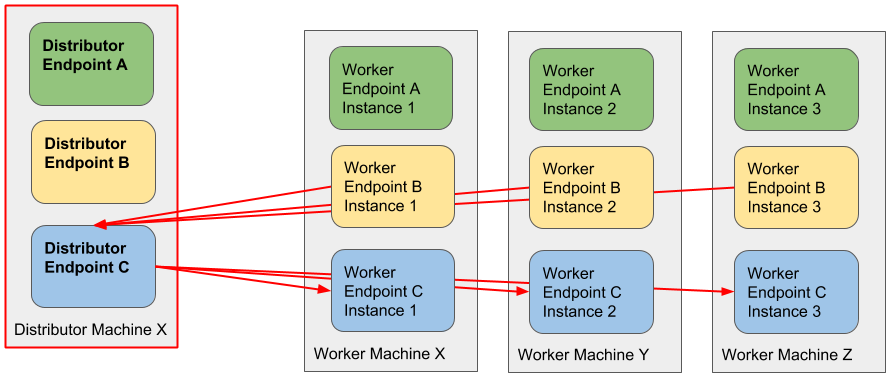 Distributor
Endpoint A
Distributor
Endpoint B
Distributor
Endpoint C
Distributor Machine X
Worker
Endpoint A
Instance 1
Worker
Endpoint B
Instance 1
Worker
Endpoint C
Instance 1
Worker Machine X
Worker
Endpoint A
Instance 2
Worker
Endpoint B
Instance 2
Worker
Endpoint C
Instance 2
Worker Machine Y
Worker
Endpoint A
Instance 3
Worker
Endpoint B
Instance 3
Worker
Endpoint C
Instance 3
Worker Machine Z